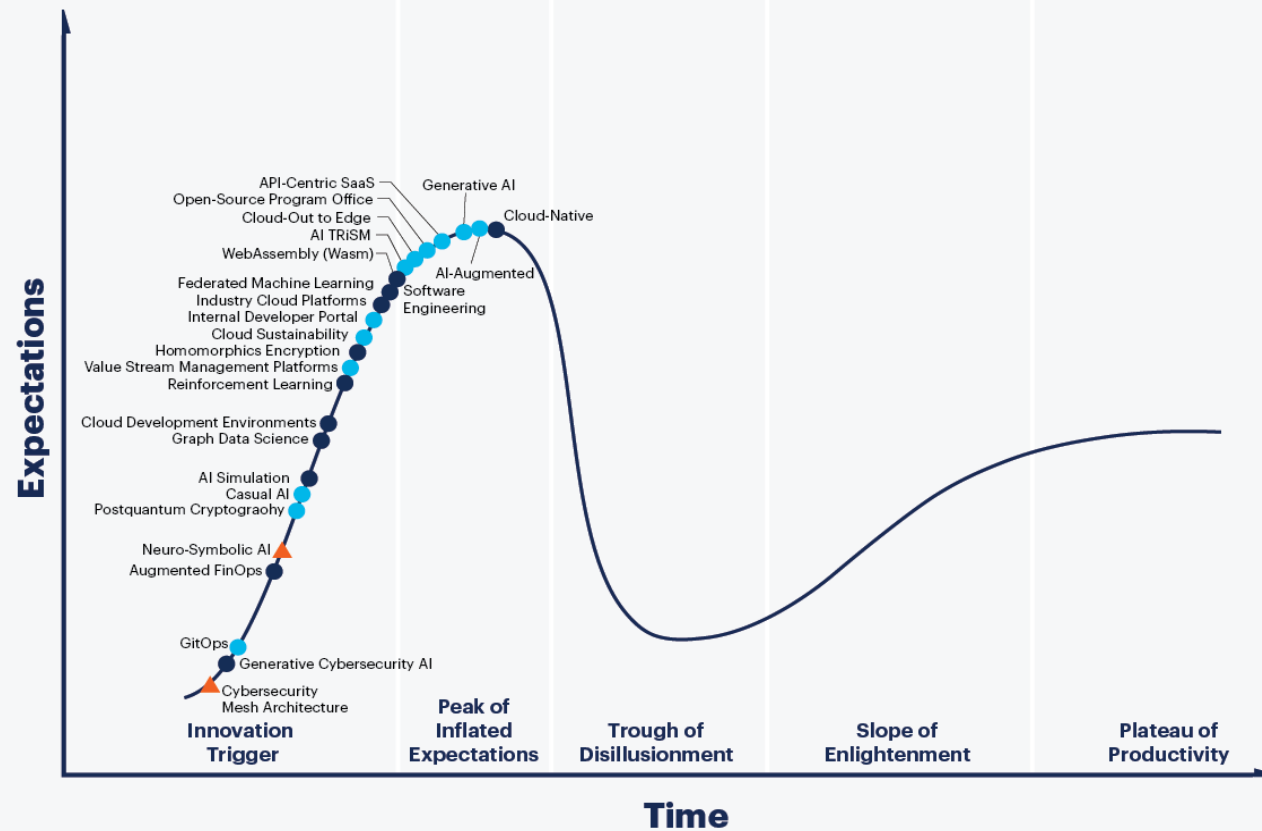 API-Centric SaaS
Open-Source Program Office
Cloud-Out to Edge
AI TRiSM
WebAssembly (Wasm)
Federated Machine Learning
Industry Cloud Platforms
Internal Developer Portal
Cloud Sustainability
Homomorphics Encryption
Value Stream Management Platforms
Reinforcement Learning
Cloud Development Environments
Graph Data Science
AI Simulation
Casual AI
Postquantum Cryptograohy
Neuro-Symbolic AI
Augmented FinOps
GitOps
Generative Cybersecurity AI
Cybersecurity
Mesh Architecture
Generative AI
Cloud-Native
AI-Augmented
Software
Engineering
Expectations
Innovation
Trigger
Peak of
Inflated
Expectations
Trough of
Disillusionment
Slope of
Enlightenment
Plateau of
Productivity
Time